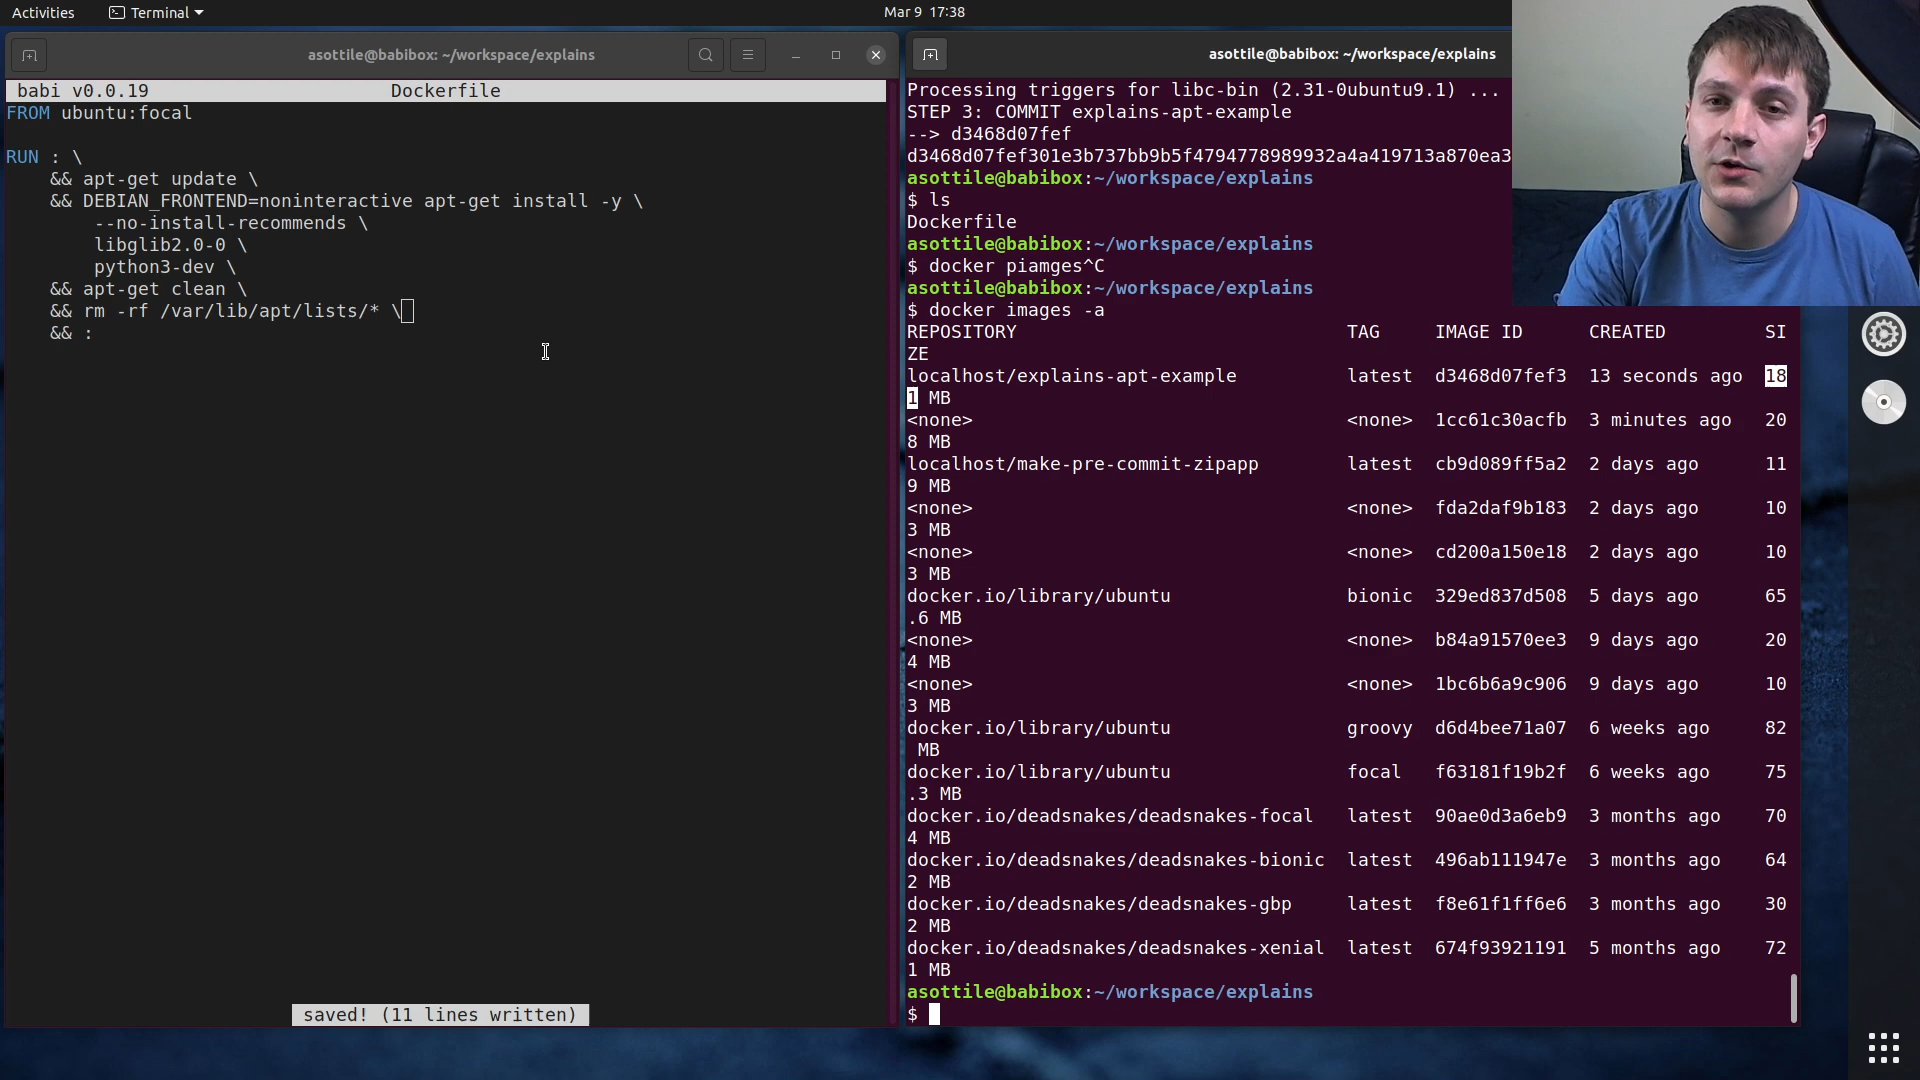 Activities
Terminal
Mar 9 17:38
asottile@babibox: ~/workspace/explains
babi v0.0.19 Dockerfile
FROM ubuntu:focal
RUN : \
&& apt-get update \
&& DEBIAN_FRONTEND=noninteractive apt-get install -y \
--no-install-recommends \
libglib2.0-0 \
python3-dev \
&& apt-get clean \
&& rm -rf /var/lib/apt/lists/* \
&& :
saved! (11 lines written)
asottile@babibox: ~/workspace/explains
Processing triggers for libc-bin (2.31-0ubuntu9.1) ...
STEP 3: COMMIT explains-apt-example
--> d3468d07fef
d3468d07fef301e3b737bb9b5f4794778989932a4a419713a870ea3
asottile@babibox:~/workspace/explains
$ ls
Dockerfile
asottile@babibox:~/workspace/explains
$ docker piamges^C
asottile@babibox:~/workspace/explains
$ docker images -a
REPOSITORY TAG IMAGE ID CREATED SI
ZE
localhost/explains-apt-example latest d3468d07fef3 13 seconds ago 18
1 MB
<none> <none> 1cc61c30acfb 3 minutes ago 20
8 MB
localhost/make-pre-commit-zipapp latest cb9d089ff5a2 2 days ago 11
9 MB
<none> <none> fda2daf9b183 2 days ago 10
3 MB
<none> <none> cd200a150e18 2 days ago 10
3 MB
docker.io/library/ubuntu bionic 329ed837d508 5 days ago 65
.6 MB
<none> <none> b84a91570ee3 9 days ago 20
4 MB
<none> <none> 1bc6b6a9c906 9 days ago 10
3 MB
docker.io/library/ubuntu groovy d6d4bee71a07 6 weeks ago 82
MB
docker.io/library/ubuntu focal f63181f19b2f 6 weeks ago 75
.3 MB
docker.io/deadsnakes/deadsnakes-focal latest 90ae0d3a6eb9 3 months ago 70
4 MB
docker.io/deadsnakes/deadsnakes-bionic latest 496ab111947e 3 months ago 64
2 MB
docker.io/deadsnakes/deadsnakes-gbp latest f8e61f1ff6e6 3 months ago 30
2 MB
docker.io/deadsnakes/deadsnakes-xenial latest 674f93921191 5 months ago 72
1 MB
asottile@babibox:~/workspace/explains
$